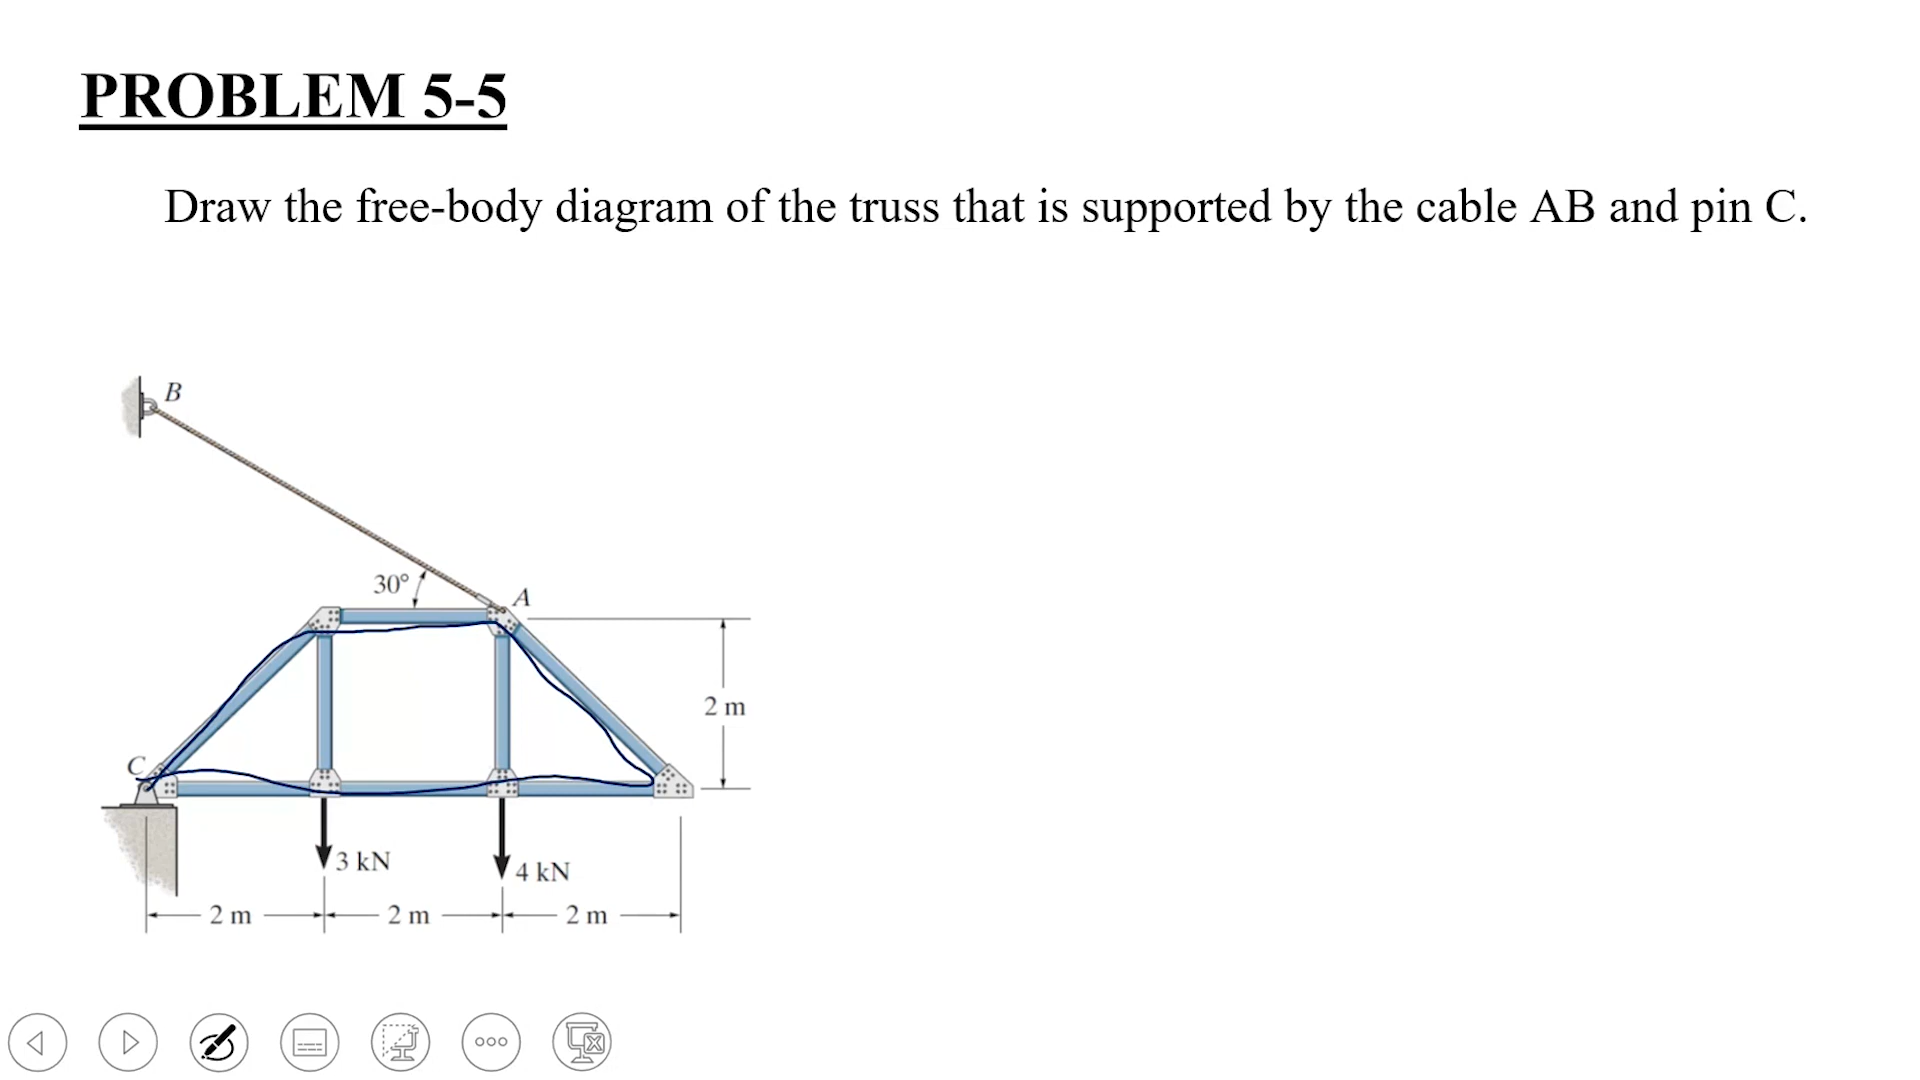 PROBLEM 5-5
Draw the free-body diagram of the truss that is supported by the cable AB and pin C.
B
30°
A
2 m
C
3 kN
4 kN
2 m
2 m
2 m